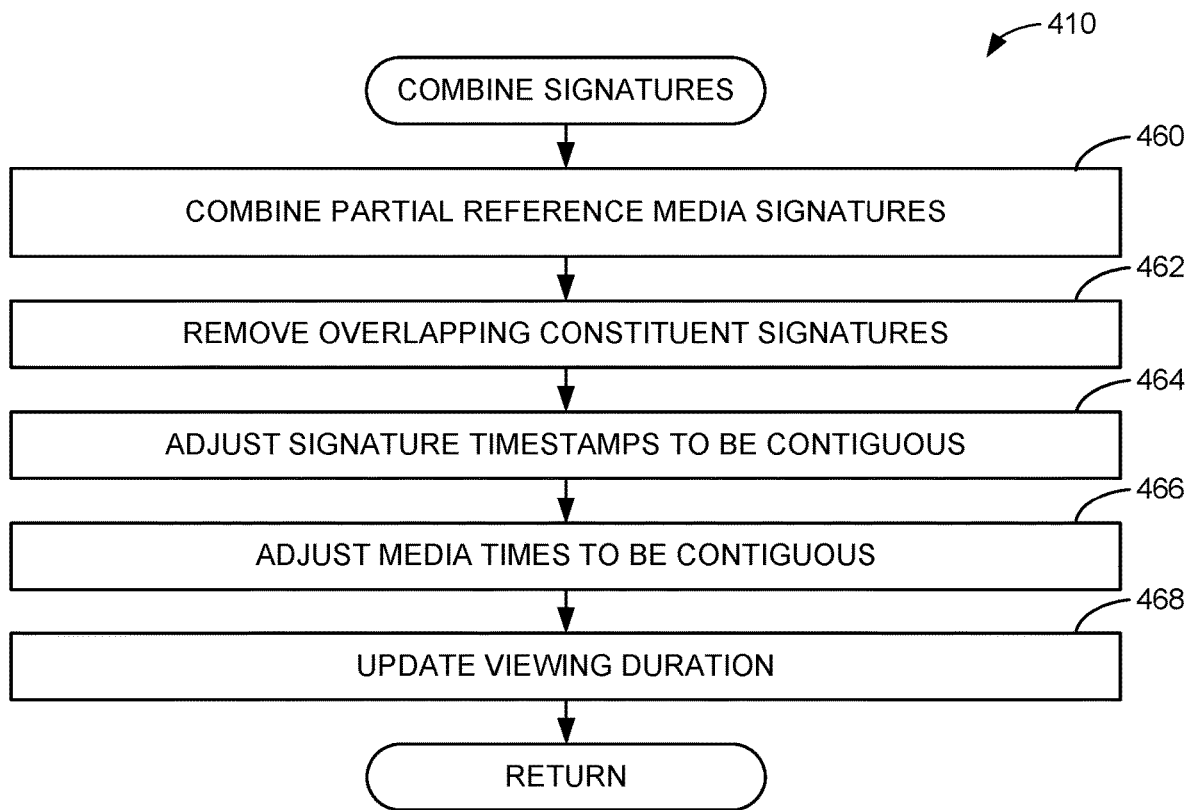 410
COMBINE SIGNATURES
460
COMBINE PARTIAL REFERENCE MEDIA SIGNATURES
462
REMOVE OVERLAPPING CONSTITUENT SIGNATURES
464
ADJUST SIGNATURE TIMESTAMPS TO BE CONTIGUOUS
466
ADJUST MEDIA TIMES TO BE CONTIGUOUS
468
UPDATE VIEWING DURATION
RETURN